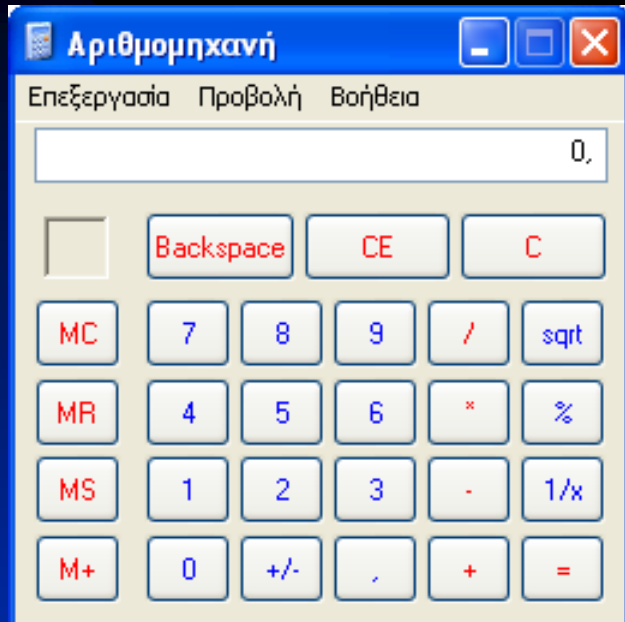 Αριθμομηχανή
Επεξεργασία Προβολή Βοήθεια
0,
Backspace CE C
MC 7 8 9 / sqrt
MR 4 5 6 * %
MS 1 2 3 - 1/x
M+ 0 +/- , + =